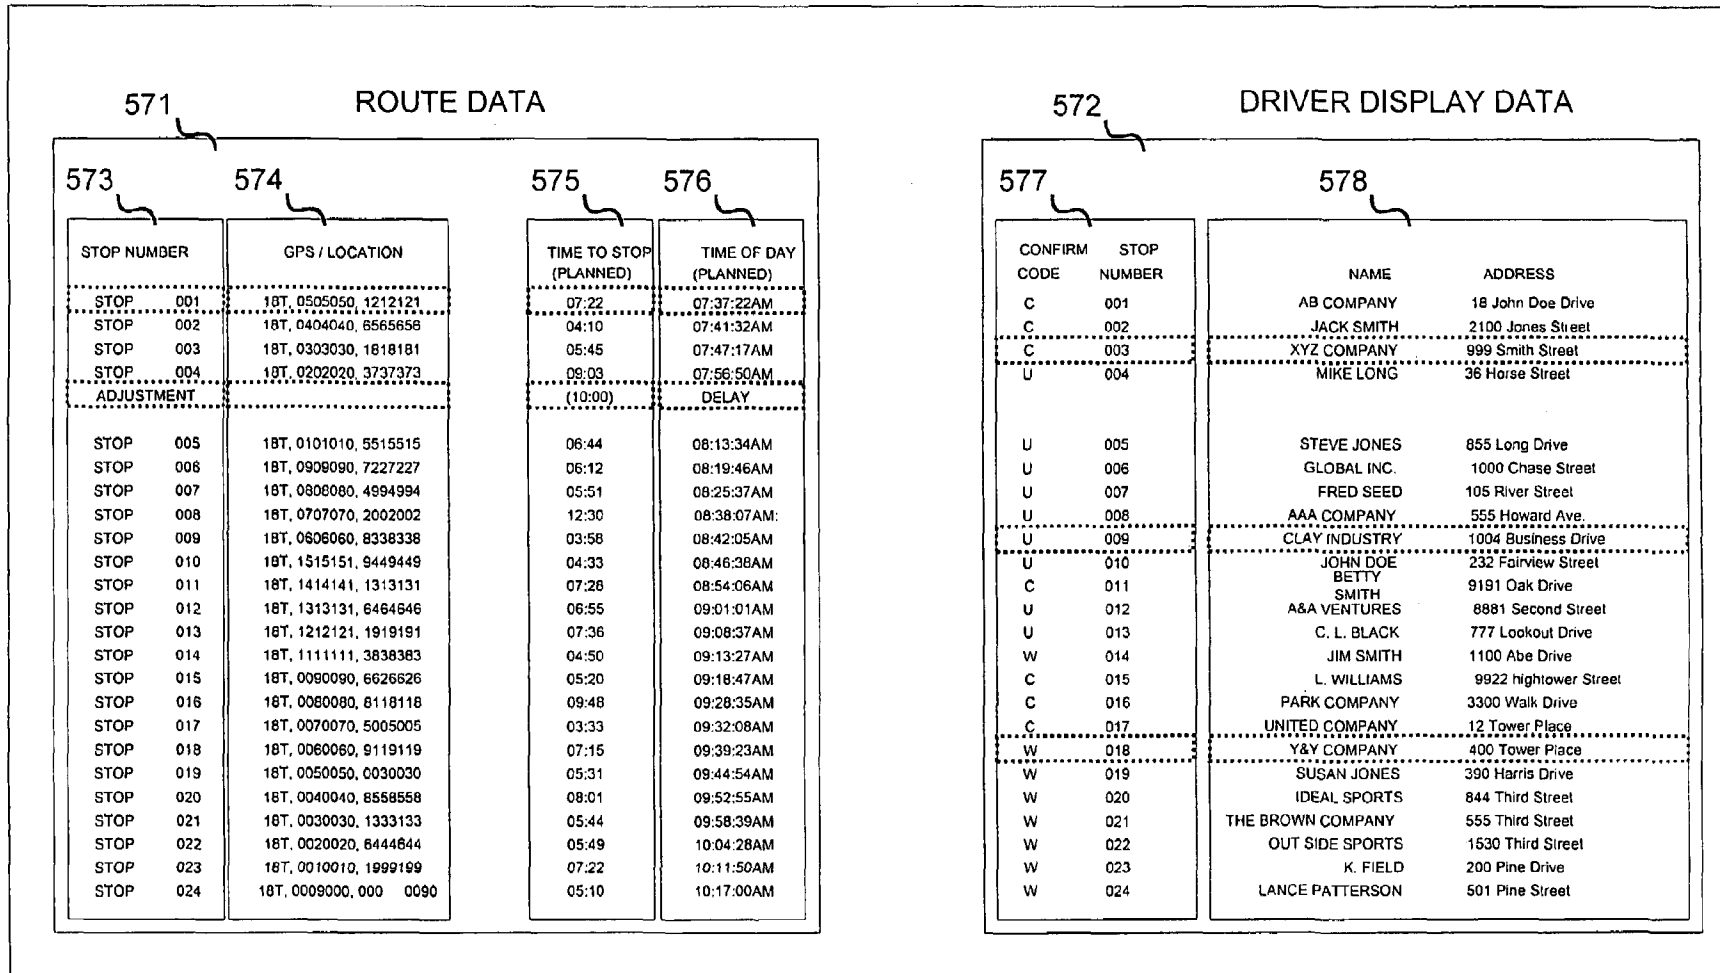 571 ROUTE DATA
573 574 575 576
STOP NUMBER GPS / LOCATION TIME TO STOP (PLANNED) TIME OF DAY (PLANNED)
STOP 001 18T, 0505050, 1212121 07:22 07:37:22AM
STOP 002 18T, 0404040, 6565656 04:10 07:41:32AM
STOP 003 18T, 0303030, 1818181 05:45 07:47:17AM
STOP 004 18T, 0202020, 3737373 09:03 07:56:50AM
ADJUSTMENT (10:00) DELAY
STOP 005 18T, 0101010, 5515515 06:44 08:13:34AM
STOP 006 18T, 0909090, 7227227 06:12 08:19:46AM
STOP 007 18T, 0808080, 4994994 05:51 08:25:37AM
STOP 008 18T, 0707070, 2002002 12:30 08:38:07AM:
STOP 009 18T, 0606060, 8338338 03:58 08:42:05AM
STOP 010 18T, 1515151, 9449449 04:33 08:46:38AM
STOP 011 18T, 1414141, 1313131 07:28 08:54:06AM
STOP 012 18T, 1313131, 6464646 06:55 09:01:01AM
STOP 013 18T, 1212121, 1919191 07:36 09:08:37AM
STOP 014 18T, 1111111, 3838383 04:50 09:13:27AM
STOP 015 18T, 0090090, 6626626 05:20 09:18:47AM
STOP 016 18T, 0080080, 8118118 09:48 09:28:35AM
STOP 017 18T, 0070070, 5005005 03:33 09:32:08AM
STOP 018 18T, 0060060, 9119119 07:15 09:39:23AM
STOP 019 18T, 0050050, 0030030 05:31 09:44:54AM
STOP 020 18T, 0040040, 8558558 08:01 09:52:55AM
STOP 021 18T, 0030030, 1333133 05:44 09:58:39AM
STOP 022 18T, 0020020, 6444644 05:49 10:04:28AM
STOP 023 18T, 0010010, 1999199 07:22 10:11:50AM
STOP 024 18T, 0009000, 000 0090 05:10 10:17:00AM
572 DRIVER DISPLAY DATA
577 578
CONFIRM CODE STOP NUMBER NAME ADDRESS
C 001 AB COMPANY 18 John Doe Drive
C 002 JACK SMITH 2100 Jones Street
C 003 XYZ COMPANY 999 Smith Street
U 004 MIKE LONG 36 Horse Street
U 005 STEVE JONES 855 Long Drive
U 006 GLOBAL INC. 1000 Chase Street
U 007 FRED SEED 105 River Street
U 008 AAA COMPANY 555 Howard Ave.
U 009 CLAY INDUSTRY 1004 Business Drive
U 010 JOHN DOE 232 Fairview Street
C 011 BETTY SMITH 9191 Oak Drive
U 012 A&A VENTURES 8881 Second Street
U 013 C. L. BLACK 777 Lookout Drive
W 014 JIM SMITH 1100 Abe Drive
C 015 L. WILLIAMS 9922 hightower Street
C 016 PARK COMPANY 3300 Walk Drive
C 017 UNITED COMPANY 12 Tower Place
W 018 Y&Y COMPANY 400 Tower Place
W 019 SUSAN JONES 390 Harris Drive
W 020 IDEAL SPORTS 844 Third Street
W 021 THE BROWN COMPANY 555 Third Street
W 022 OUT SIDE SPORTS 1530 Third Street
W 023 K. FIELD 200 Pine Drive
W 024 LANCE PATTERSON 501 Pine Street